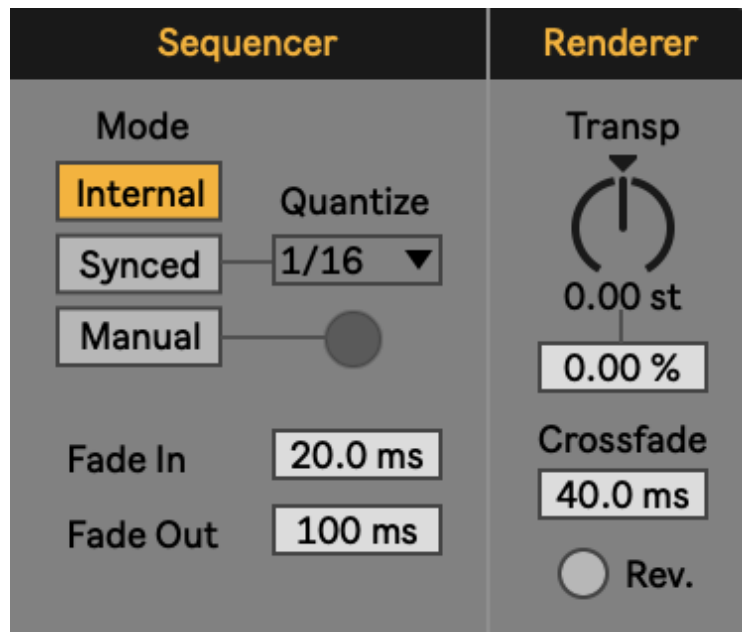 Sequencer
Renderer
Mode
Internal
Quantize
Synced
1/16
Manual
Fade In
20.0 ms
Fade Out
100 ms
Transp
0.00 st
0.00 %
Crossfade
40.0 ms
Rev.